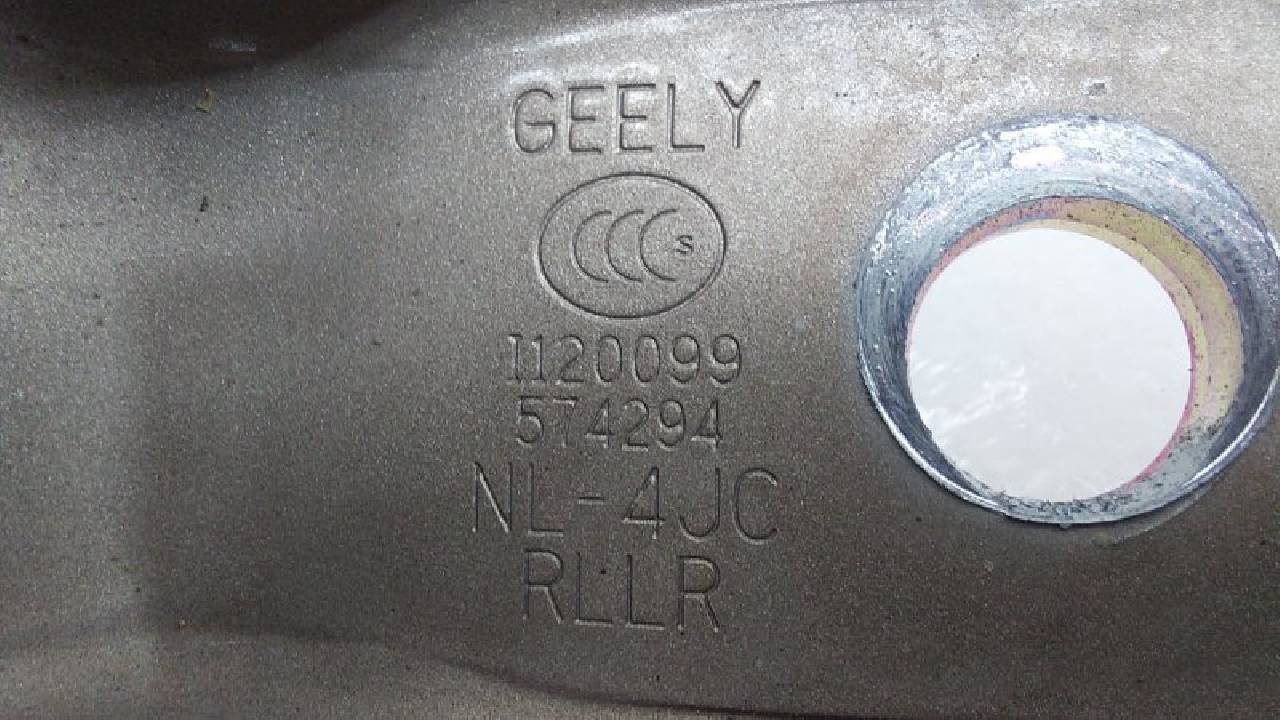 GEELY
CCC S
1120099
574294
NL-4JC
RLLR